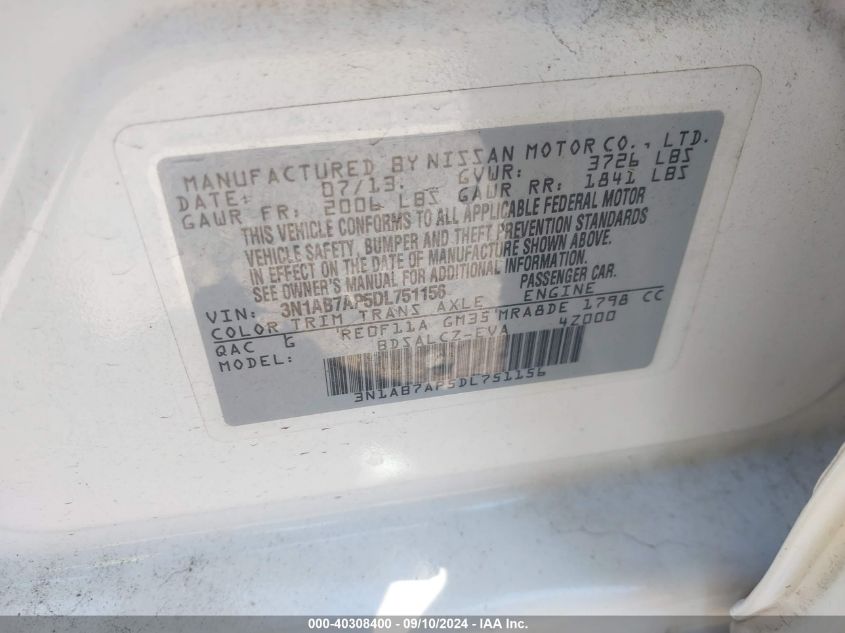 MANUFACTURED BY NISSAN MOTOR CO., LTD.
DATE: 07/13. GVWR: 3726 LBS
GAWR FR: 2006 LBS GAWR RR: 1841 LBS
THIS VEHICLE CONFORMS TO ALL APPLICABLE FEDERAL MOTOR
VEHICLE SAFETY, BUMPER AND THEFT PREVENTION STANDARDS
IN EFFECT ON THE DATE OF MANUFACTURE SHOWN ABOVE.
SEE OWNER'S MANUAL FOR ADDITIONAL INFORMATION.
VIN: 3N1AB7AP5DL751156 PASSENGER CAR.
COLOR TRIM TRANS AXLE ENGINE
QAC G RE0F11A GM35 MRA8DE 1798 CC
MODEL: BDSALCZ-EVA 4Z000
3N1AB7AP5DL751156
000-40308400 - 09/10/2024 - IAA Inc.